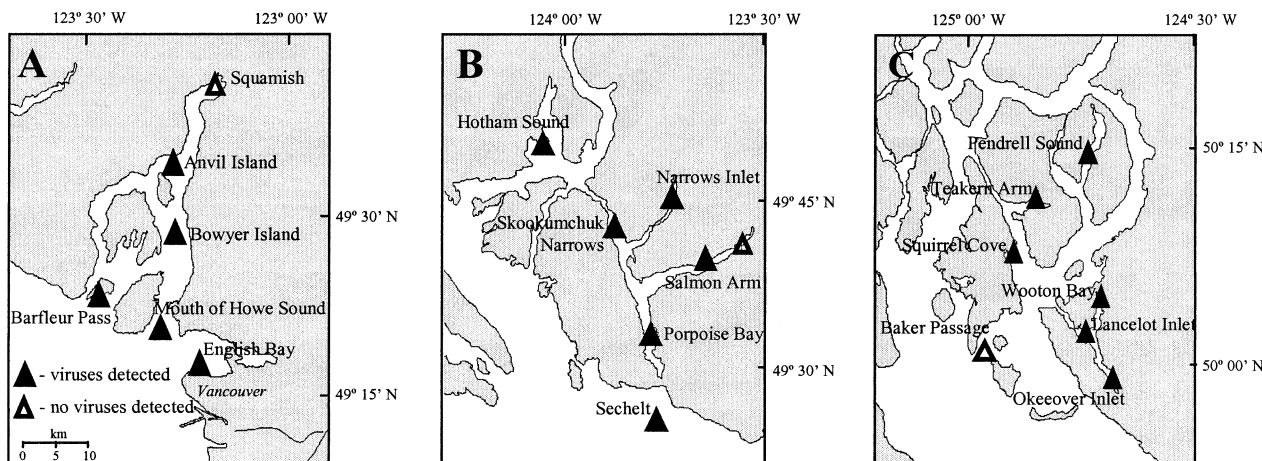 123° 30' W
123° 00' W
124° 00' W
123° 30' W
125° 00' W
124° 30' W
A
Squamish
Anvil Island
Bowyer Island
49° 30' N
Barfleur Pass
Mouth of Howe Sound
English Bay
Vancouver
- viruses detected
- no viruses detected
49° 15' N
km
0 5 10
B
Hotham Sound
Narrows Inlet
49° 45' N
Skookumchuk
Narrows
Salmon Arm
Porpoise Bay
49° 30' N
Sechelt
C
Pendrell Sound
50° 15' N
Teakern Arm
Squirrel Cove
Wooton Bay
Baker Passage
Lancelot Inlet
50° 00' N
Okeeover Inlet